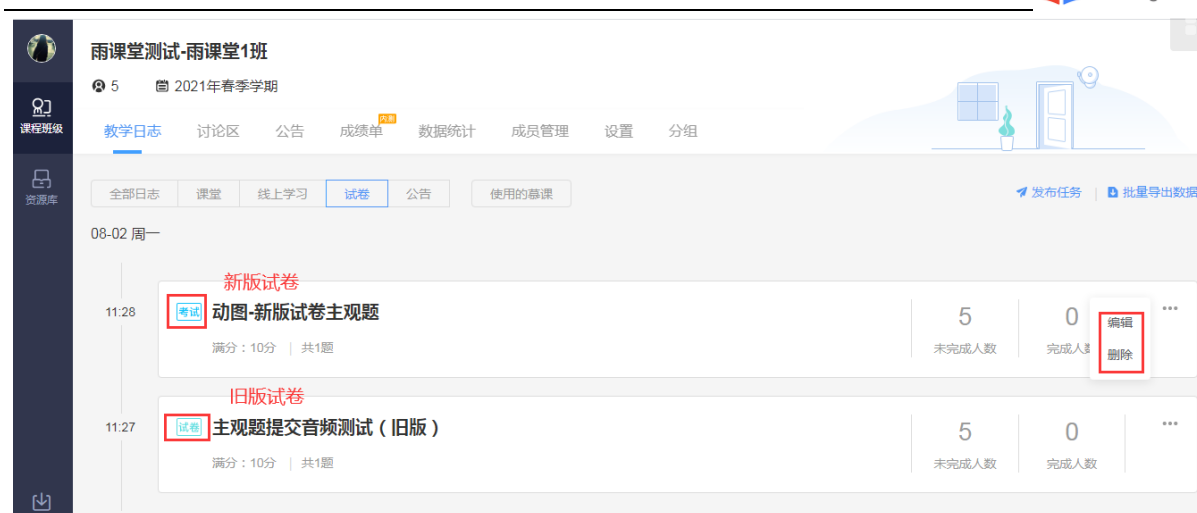 雨课堂测试-雨课堂1班
5 2021年春季学期
课程班级
教学日志 讨论区 公告 成绩单 内测 数据统计 成员管理 设置 分组
资源库
全部日志 课堂 线上学习 试卷 公告 使用的慕课 发布任务 批量导出数据
08-02 周一
新版试卷
11:28 考试 动图-新版试卷主观题 5 0 编辑
满分：10分 共1题 未完成人数 完成人数 删除
旧版试卷
11:27 试卷 主观题提交音频测试（旧版） 5 0
满分：10分 共1题 未完成人数 完成人数